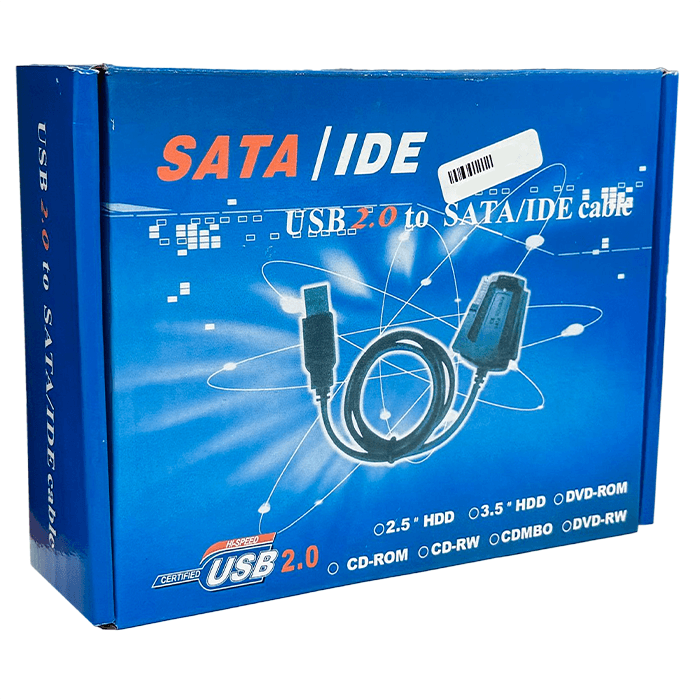 SATA/IDE
USB 2.0 to SATA/IDE cable
USB 2.0 to SATA/IDE cable
2.5" HDD 3.5" HDD DVD-ROM
CD-ROM CD-RW CDMBO DVD-RW
HI-SPEED
CERTIFIED USB 2.0